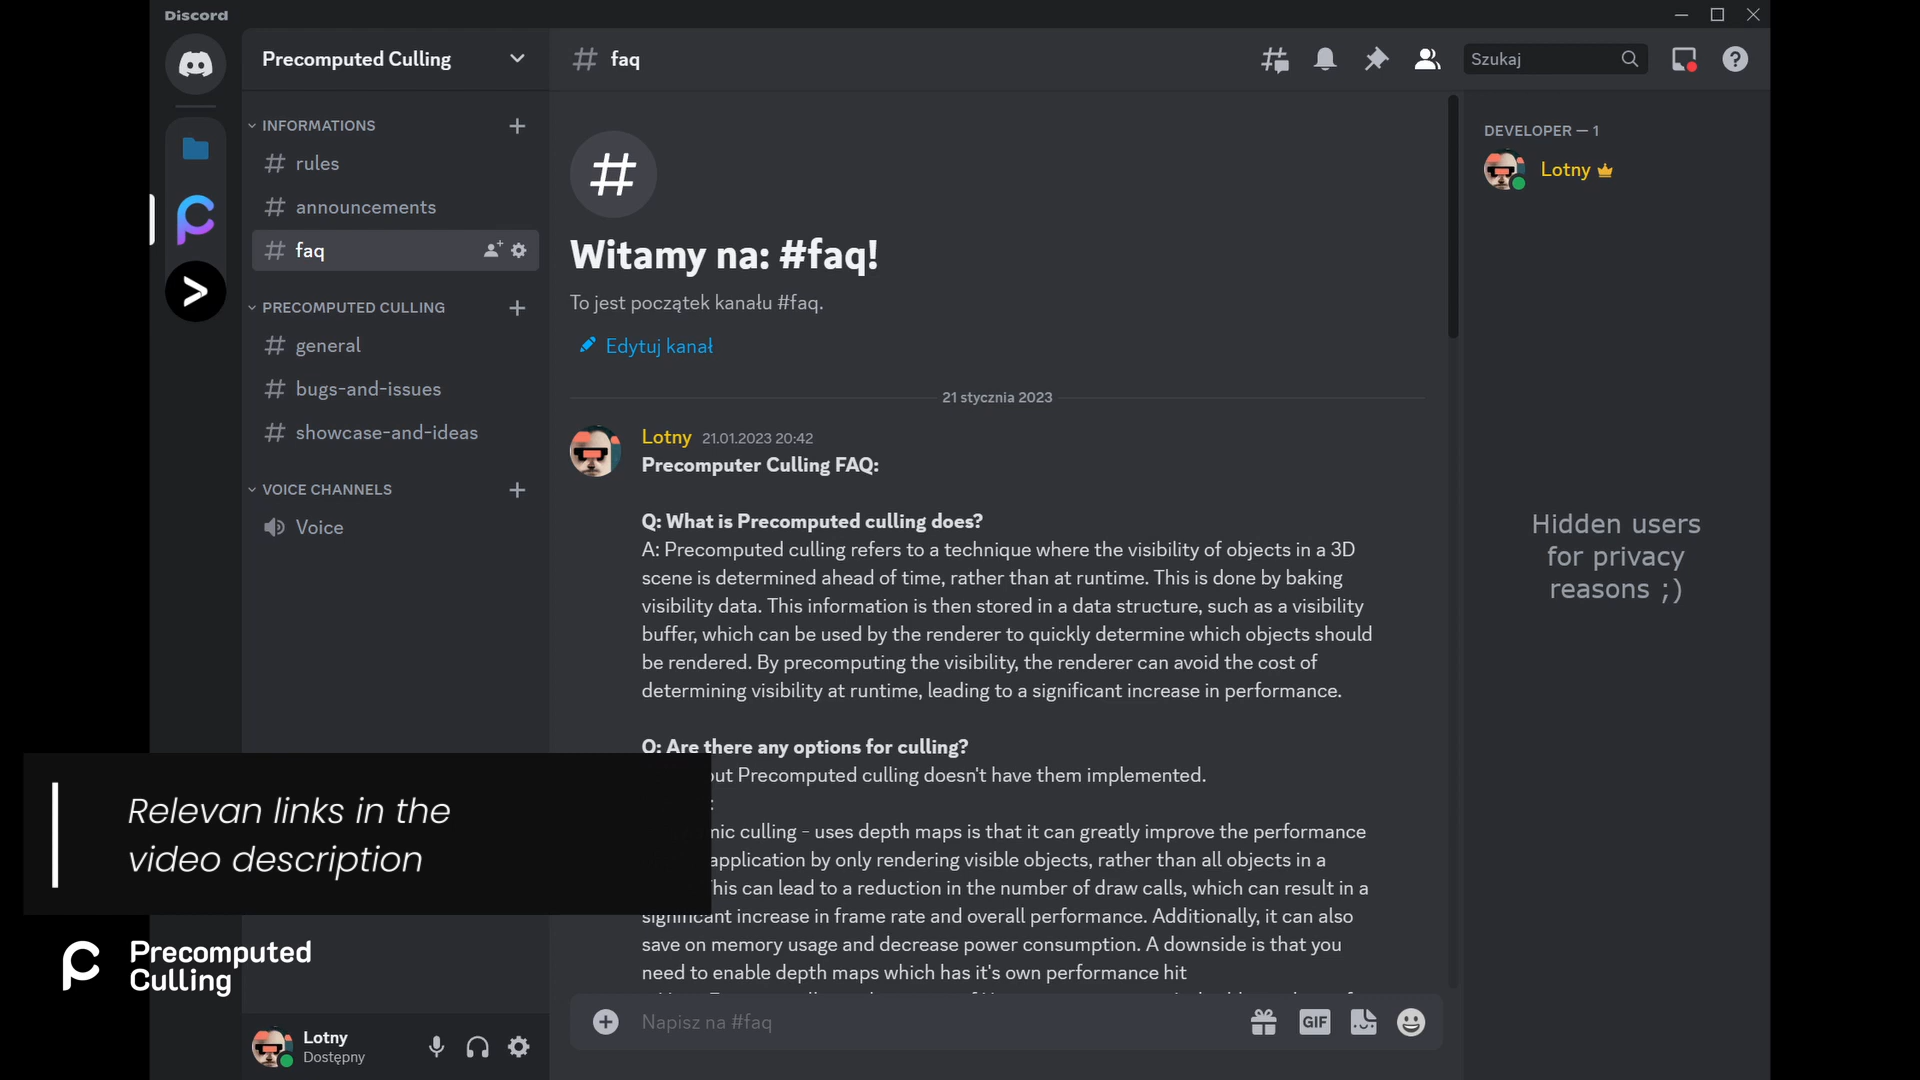 Discord
Precomputed Culling
INFORMATIONS
rules
announcements
faq
PRECOMPUTED CULLING
general
bugs-and-issues
showcase-and-ideas
VOICE CHANNELS
Voice
faq
Szukaj
Witamy na: #faq!
To jest początek kanału #faq.
Edytuj kanał
21 stycznia 2023
Lotny 21.01.2023 20:42
Precomputer Culling FAQ:
Q: What is Precomputed culling does?
A: Precomputed culling refers to a technique where the visibility of objects in a 3D
scene is determined ahead of time, rather than at runtime. This is done by baking
visibility data. This information is then stored in a data structure, such as a visibility
buffer, which can be used by the renderer to quickly determine which objects should
be rendered. By precomputing the visibility, the renderer can avoid the cost of
determining visibility at runtime, leading to a significant increase in performance.
Q: Are there any options for culling?
but Precomputed culling doesn't have them implemented.
:
culling - uses depth maps is that it can greatly improve the performance
application by only rendering visible objects, rather than all objects in a
This can lead to a reduction in the number of draw calls, which can result in a
significant increase in frame rate and overall performance. Additionally, it can also
save on memory usage and decrease power consumption. A downside is that you
need to enable depth maps which has it's own performance hit
Napisz na #faq
GIF
DEVELOPER — 1
Lotny
Hidden users
for privacy
reasons ;)
Relevan links in the
video description
Precomputed
Culling
Lotny
Dostępny